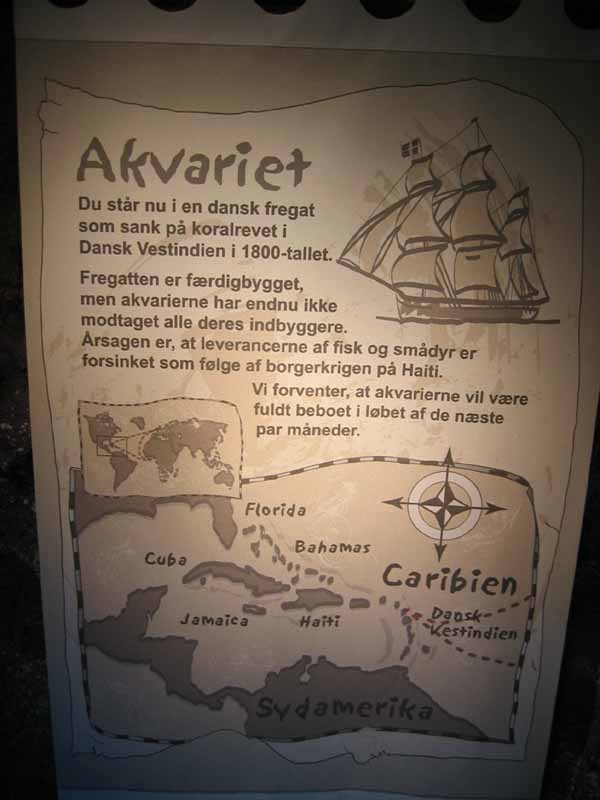 Akvariet
Du står nu i en dansk fregat
som sank på koralrevet i
Dansk Vestindien i 1800-tallet.
Fregatten er færdigbygget,
men akvarierne har endnu ikke
modtaget alle deres indbyggere.
Årsagen er, at leverancerne af fisk og smådyr er
forsinket som følge af borgerkrigen på Haiti.
Vi forventer, at akvarierne vil være
fuldt beboet i løbet af de næste
par måneder.
Florida
Bahamas
Cuba
Caribien
Jamaica
Haiti
Dansk
Vestindien
Sydamerika